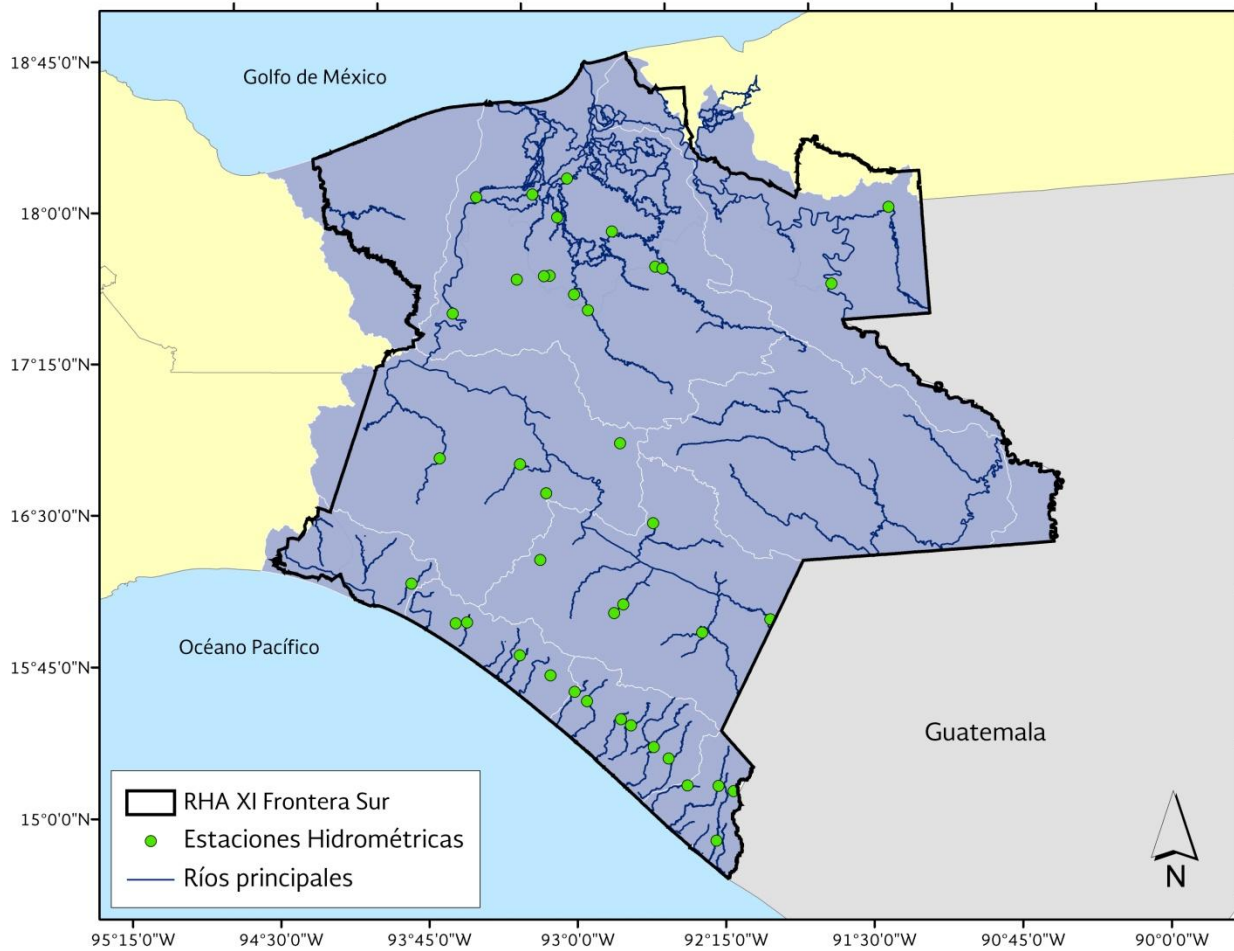 Golfo de México
18°45'0"N
18°0'0"N
17°15'0"N
16°30'0"N
15°45'0"N
15°0'0"N
Océano Pacífico
Guatemala
RHA XI Frontera Sur
Estaciones Hidrométricas
Ríos principales
N
95°15'0"W 94°30'0"W 93°45'0"W 93°0'0"W 92°15'0"W 91°30'0"W 90°45'0"W 90°0'0"W